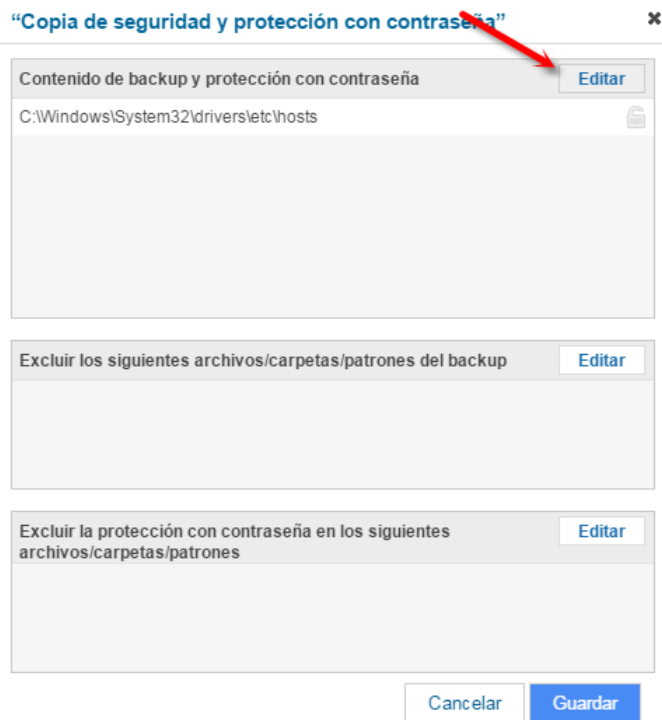 “Copia de seguridad y protección con contraseña”
Contenido de backup y protección con contraseña
Editar
C:\Windows\System32\drivers\etc\hosts
Excluir los siguientes archivos/carpetas/patrones del backup
Editar
Excluir la protección con contraseña en los siguientes
archivos/carpetas/patrones
Editar
Cancelar
Guardar